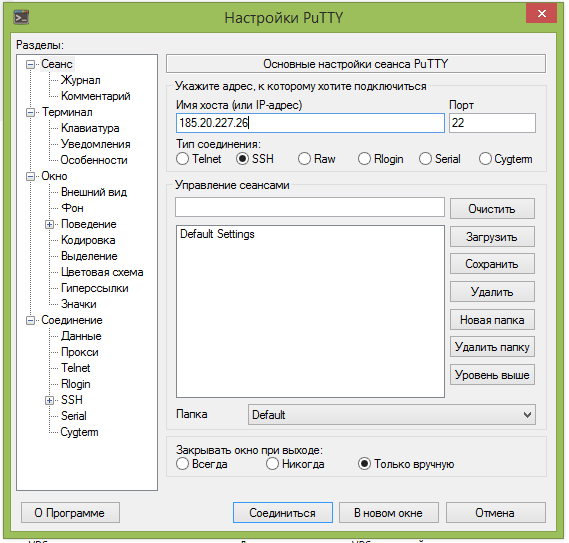 Настройки PuTTY
Разделы:
Сеанс
Журнал
Комментарий
Терминал
Клавиатура
Уведомления
Особенности
Окно
Внешний вид
Фон
Поведение
Кодировка
Выделение
Цветовая схема
Гиперссылки
Значки
Соединение
Данные
Прокси
Telnet
Rlogin
SSH
Serial
Cygterm
Основные настройки сеанса PuTTY
Укажите адрес, к которому хотите подключиться
Имя хоста (или IP-адрес) Порт
185.20.227.26 22
Тип соединения:
Telnet SSH Raw Rlogin Serial Cygterm
Управление сеансами
Очистить
Default Settings
Загрузить
Сохранить
Удалить
Новая папка
Удалить папку
Уровень выше
Папка Default
Закрывать окно при выходе:
Всегда Никогда Только вручную
О Программе Соединиться В новом окне Отмена